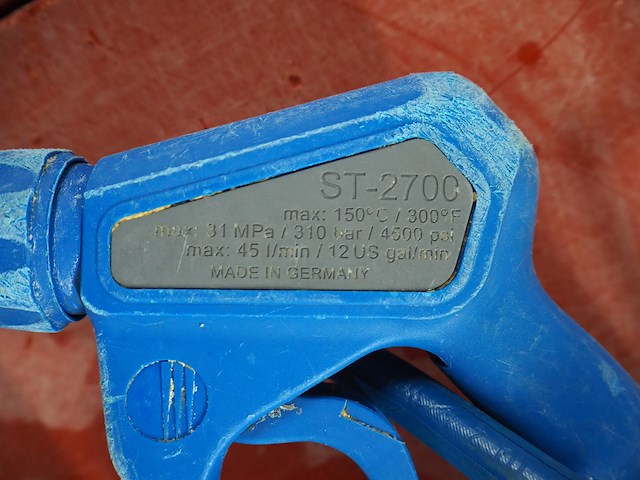 ST-2700
max: 150°C / 300°F
max: 31 MPa / 310 bar / 4500 psi
max: 45 l/min / 12 US gal/min
MADE IN GERMANY